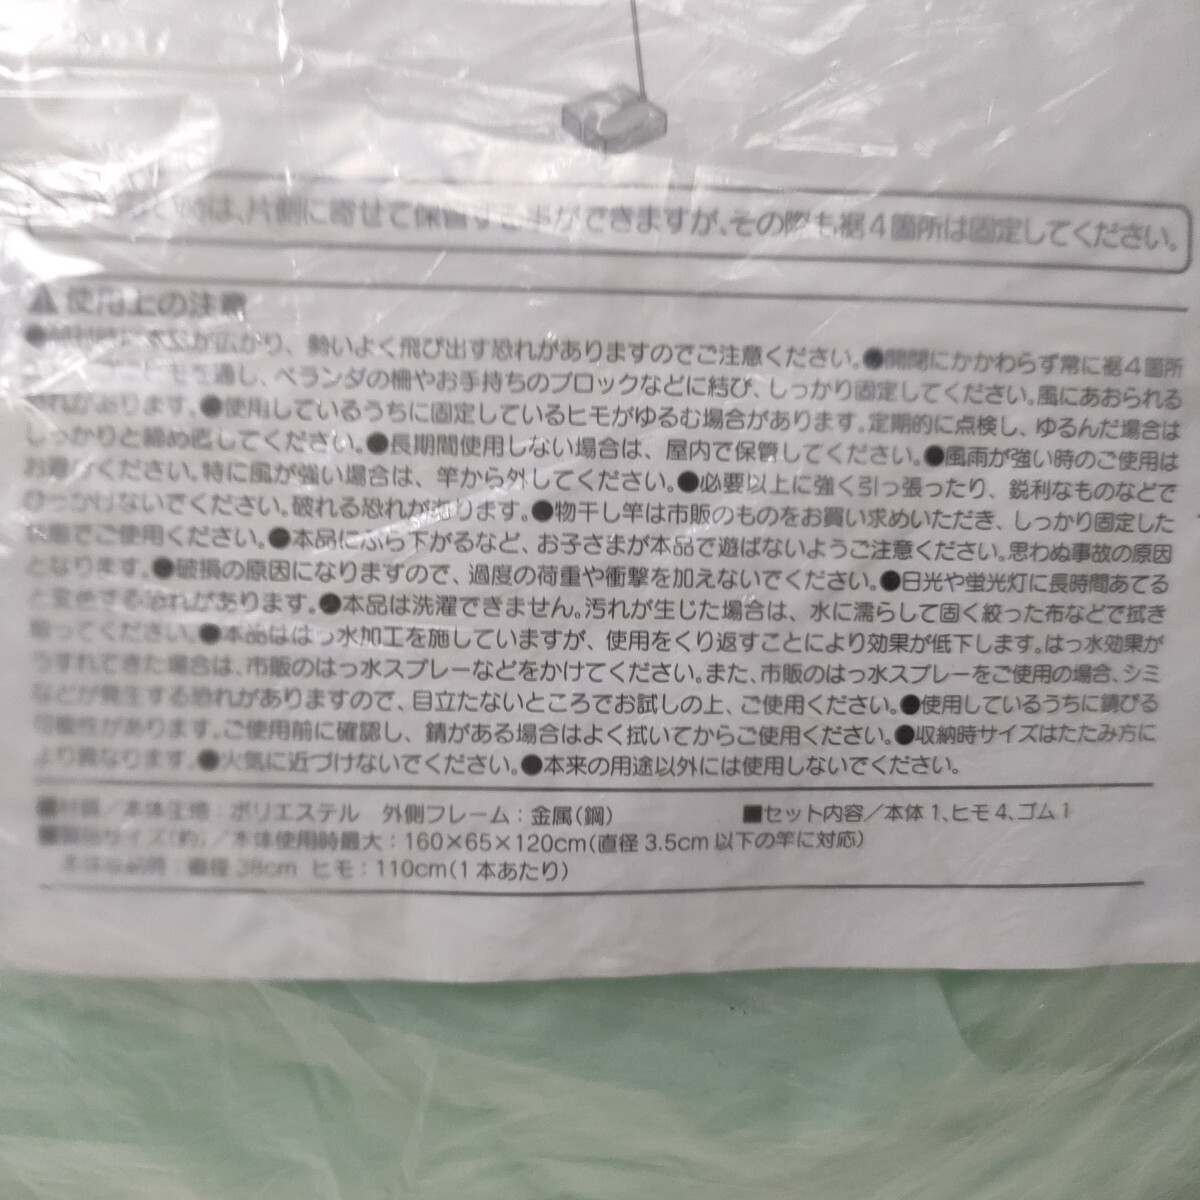 は、片側に寄せて保管する事ができますが、その際も裾4箇所は固定してください。
使用上の注意
広がり、勢いよく飛び出す恐れがありますのでご注意ください。●開閉にかかわらず常に裾4箇所
を通し、ベランダの柵やお手持ちのブロックなどに結び、しっかり固定してください。風にあおられる
恐れがあります。●使用しているうちに固定しているヒモがゆるむ場合があります。定期的に点検し、ゆるんだ場合は
しっかりと締め直してください。●長期間使用しない場合は、屋内で保管してください。●風雨が強い時のご使用は
お避けください。特に風が強い場合は、竿から外してください。●必要以上に強く引っ張ったり、鋭利なものなどで
ひっかけないでください。破れる恐れがあります。●物干し竿は市販のものをお買い求めいただき、しっかり固定した
状態でご使用ください。●本品にぶら下がるなど、お子さまが本品で遊ばないようご注意ください。思わぬ事故の原因
となります。●破損の原因になりますので、過度の荷重や衝撃を加えないでください。●日光や蛍光灯に長時間あてる
と変色する恐れがあります。●本品は洗濯できません。汚れが生じた場合は、水に濡らして固く絞った布などで拭き
取ってください。●本品ははっ水加工を施していますが、使用をくり返すことにより効果が低下します。はっ水効果が
うすれてきた場合は、市販のはっ水スプレーなどをかけてください。また、市販のはっ水スプレーをご使用の場合、シミ
などが発生する恐れがありますので、目立たないところでお試しの上、ご使用ください。●使用しているうちに錆びる
可能性があります。ご使用前に確認し、錆がある場合はよく拭いてからご使用ください。●収納時サイズはたたみ方に
より異なります。●火気に近づけないでください。●本来の用途以外には使用しないでください。
■材質/本体生地:ポリエステル 外側フレーム:金属(鋼) ■セット内容/本体1、ヒモ4、ゴム1
■製品サイズ(約)/本体使用時最大:160×65×120cm(直径3.5cm以下の竿に対応)
本体収納時:直径38cm ヒモ:110cm(1本あたり)